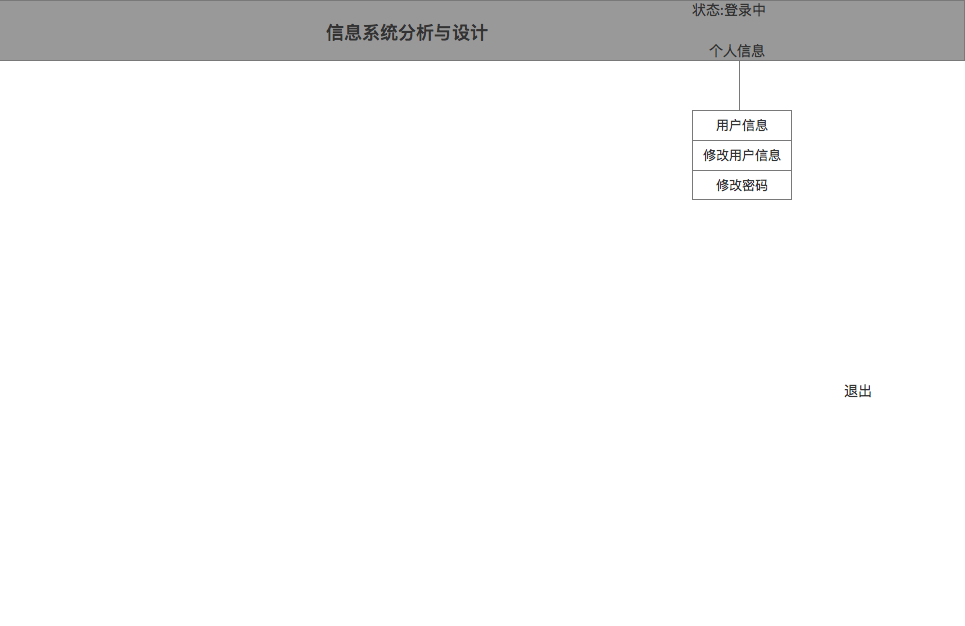 状态:登录中
信息系统分析与设计
个人信息
用户信息
修改用户信息
修改密码
退出